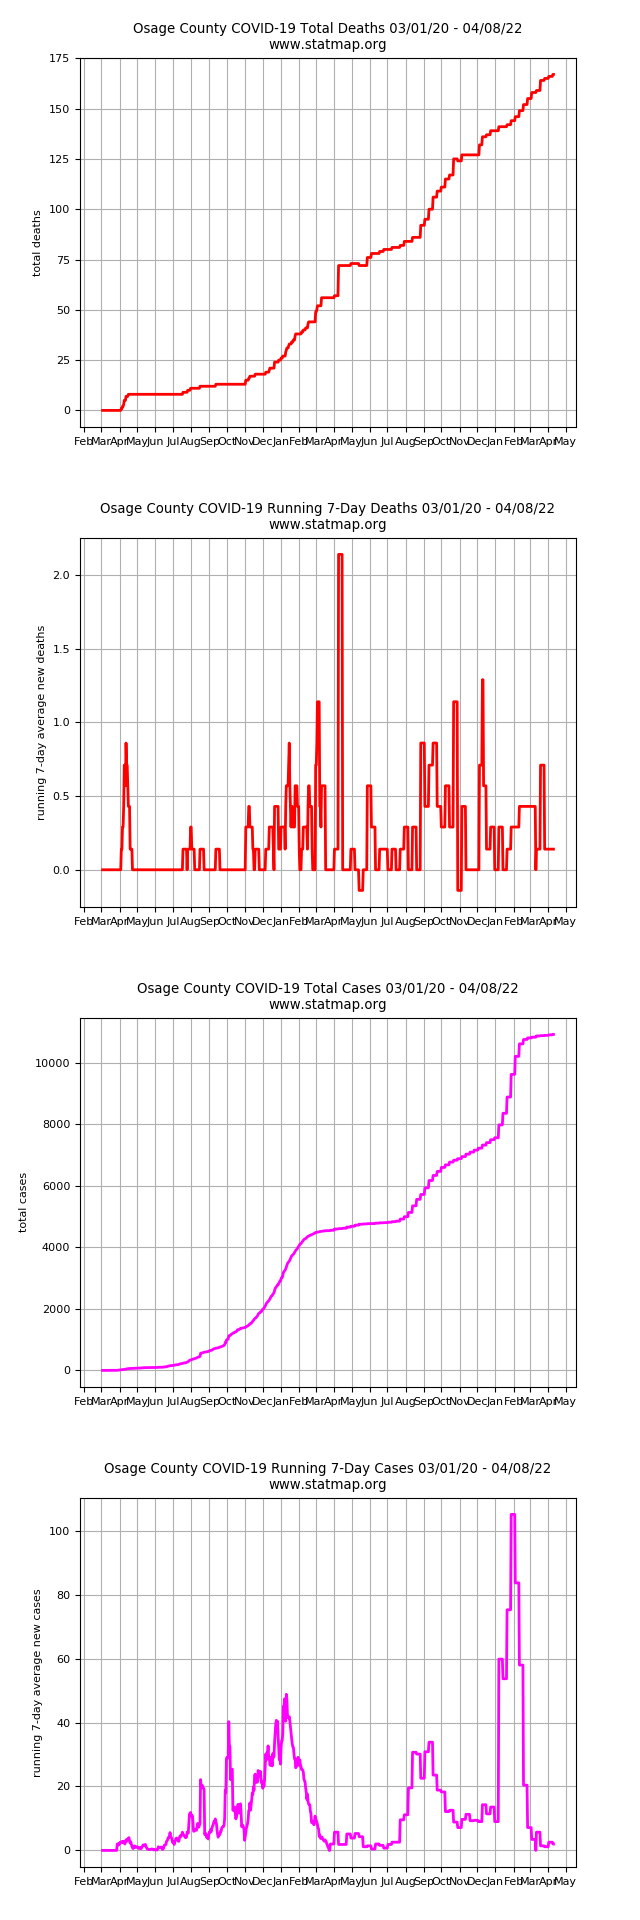 Osage County COVID-19 Total Deaths 03/01/20 - 04/08/22
www.statmap.org
175
150
125
100
75
50
25
0
total deaths
Feb Mar Apr May Jun Jul Aug Sep Oct Nov Dec Jan Feb Mar Apr May Jun Jul Aug Sep Oct Nov Dec Jan Feb Mar Apr May
Osage County COVID-19 Running 7-Day Deaths 03/01/20 - 04/08/22
www.statmap.org
2.0
1.5
1.0
0.5
0.0
running 7-day average new deaths
Feb Mar Apr May Jun Jul Aug Sep Oct Nov Dec Jan Feb Mar Apr May Jun Jul Aug Sep Oct Nov Dec Jan Feb Mar Apr May
Osage County COVID-19 Total Cases 03/01/20 - 04/08/22
www.statmap.org
10000
8000
6000
4000
2000
0
total cases
Feb Mar Apr May Jun Jul Aug Sep Oct Nov Dec Jan Feb Mar Apr May Jun Jul Aug Sep Oct Nov Dec Jan Feb Mar Apr May
Osage County COVID-19 Running 7-Day Cases 03/01/20 - 04/08/22
www.statmap.org
100
80
60
40
20
0
running 7-day average new cases
Feb Mar Apr May Jun Jul Aug Sep Oct Nov Dec Jan Feb Mar Apr May Jun Jul Aug Sep Oct Nov Dec Jan Feb Mar Apr May